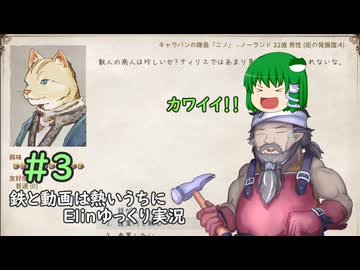 キャラバンの隊長『ニノ』 - ノーランド 32歳 男性 (街の発展度:4)
獣人の商人は珍しいか?ティリスではあまり見
れないな。
カワイイ!!
興味
友好
普通(0)
#3
鉄と動画は熱いうちに
Elinゆっくり実況